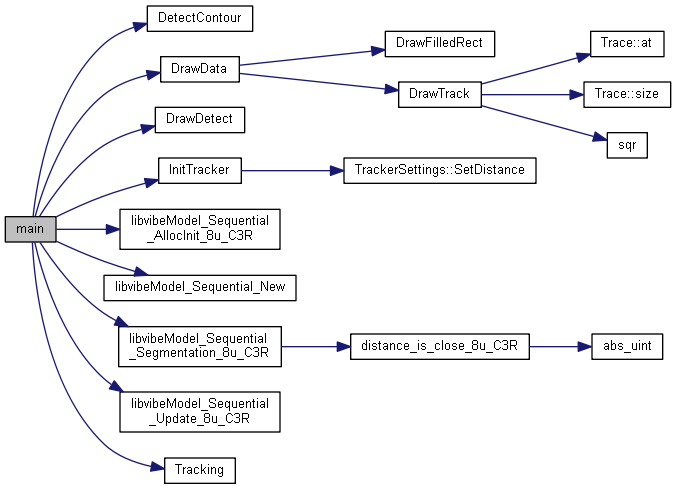 DetectContour
DrawFilledRect
Trace::at
DrawData
DrawTrack
Trace::size
DrawDetect
sqr
InitTracker
TrackerSettings::SetDistance
main
libvibeModel_Sequential
_AllocInit_8u_C3R
libvibeModel_Sequential_New
libvibeModel_Sequential
_Segmentation_8u_C3R
distance_is_close_8u_C3R
abs_uint
libvibeModel_Sequential
_Update_8u_C3R
Tracking